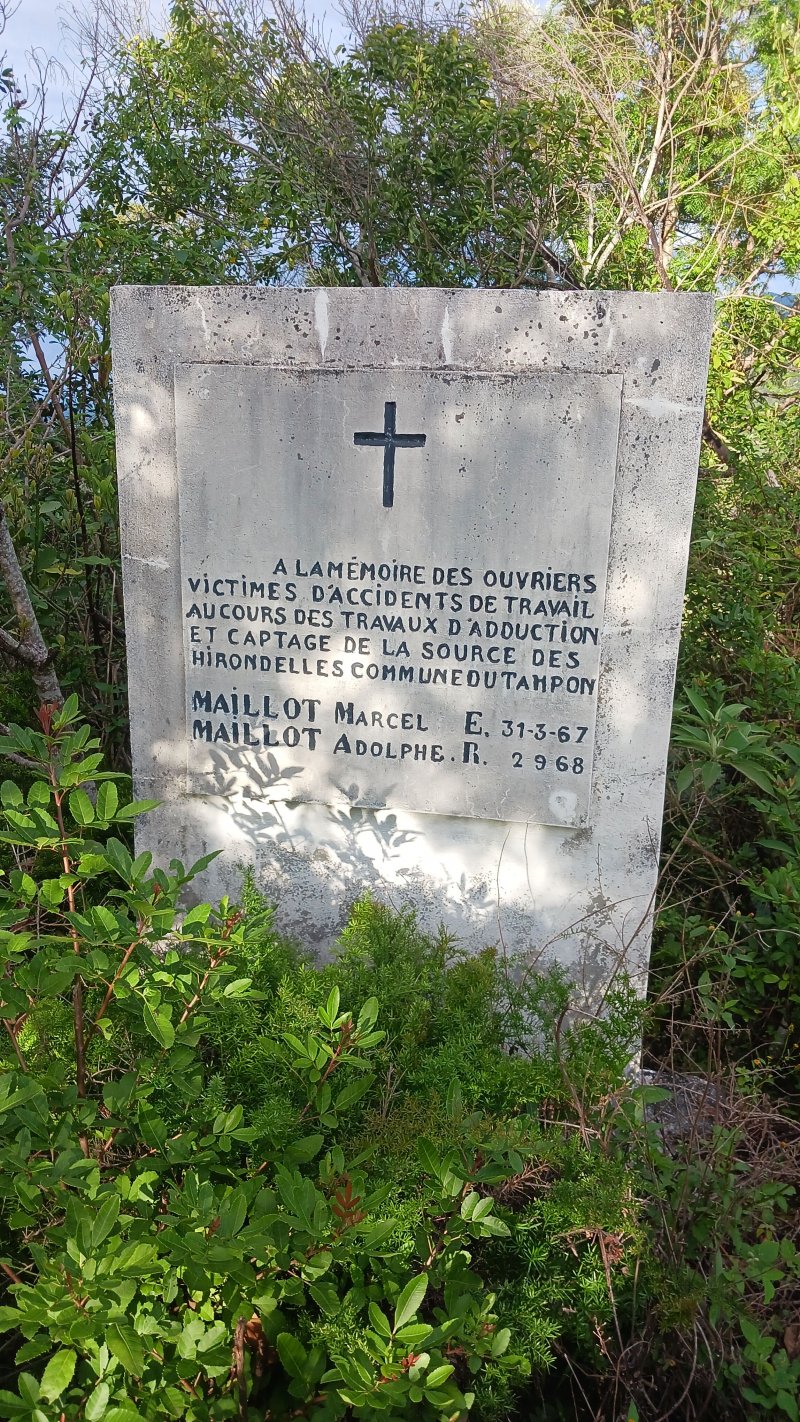 A LA MÉMOIRE DES OUVRIERS
VICTIMES D'ACCIDENTS DE TRAVAIL
AU COURS DES TRAVAUX D'ADDUCTION
ET CAPTAGE DE LA SOURCE DES
HIRONDELLES COMMUNE DU TAMPON
MAILLOT MARCEL E. 31-3-67
MAILLOT ADOLPHE.R. 2 9 68